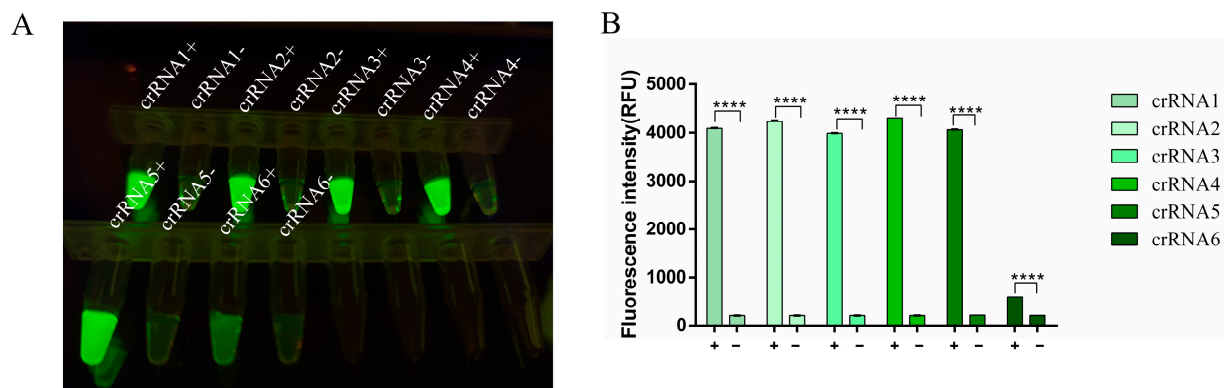 A
crRNA1+
crRNA1-
crRNA2+
crRNA2-
crRNA3+
crRNA3-
crRNA4+
crRNA4-
crRNA5+
crRNA5-
crRNA6+
crRNA6-
B
Fluorescence intensity(RFU)
5000
4000
3000
2000
1000
0
**** **** **** **** **** ****
+ − + − + − + − + − + −
crRNA1
crRNA2
crRNA3
crRNA4
crRNA5
crRNA6